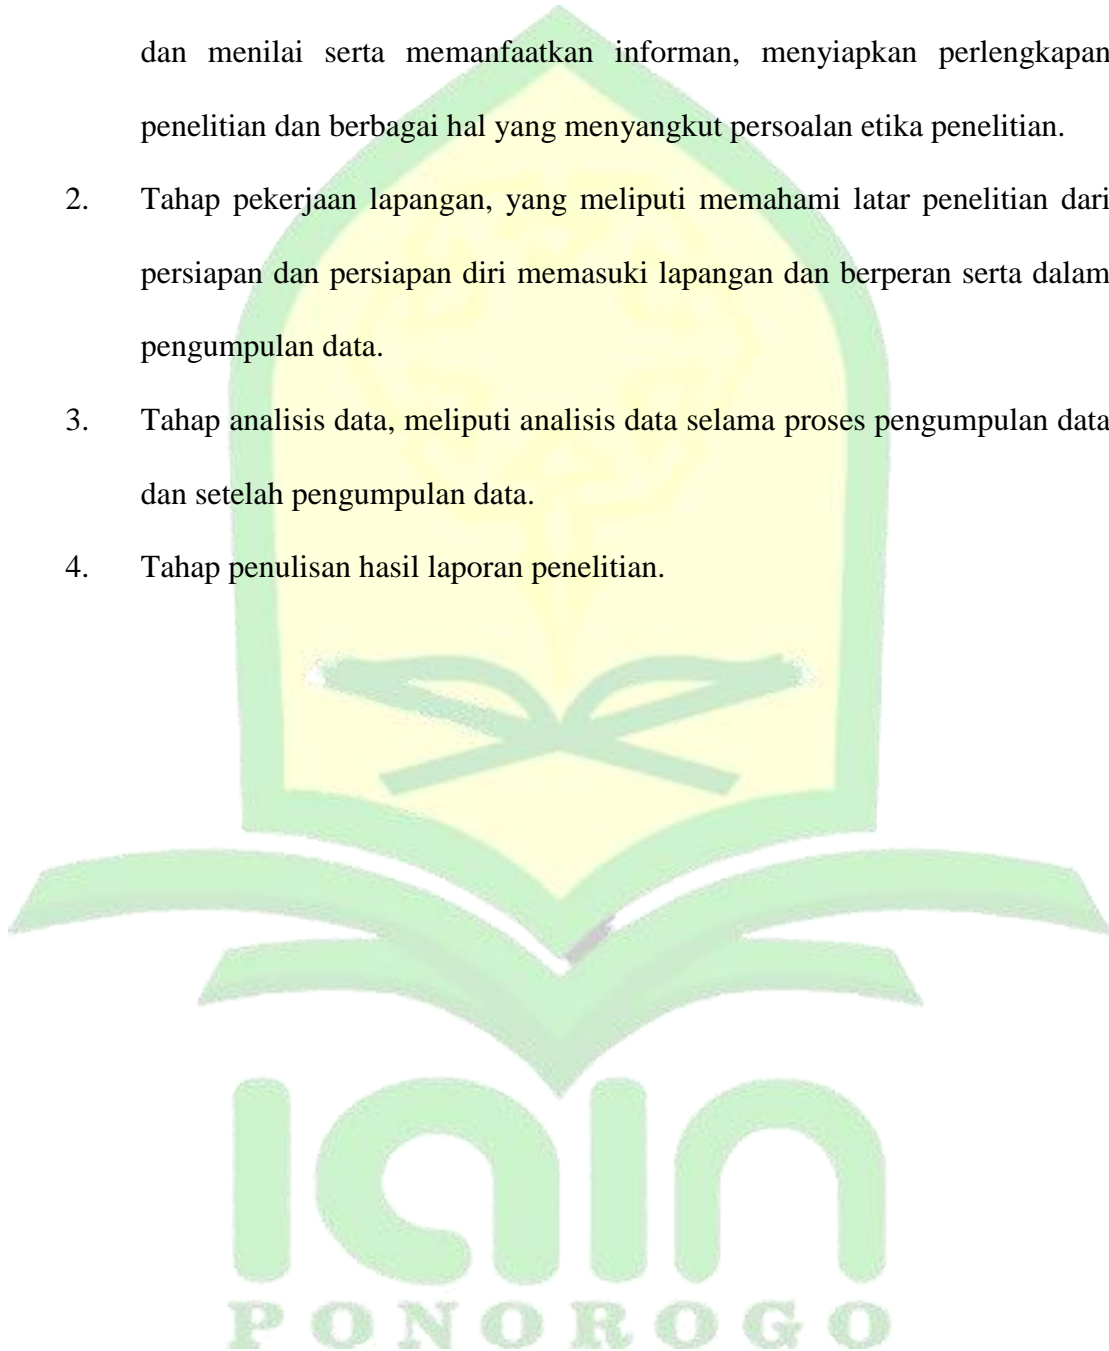 dan menilai serta memanfaatkan informan, menyiapkan perlengkapan
penelitian dan berbagai hal yang menyangkut persoalan etika penelitian.
2. Tahap pekerjaan lapangan, yang meliputi memahami latar penelitian dari
persiapan dan persiapan diri memasuki lapangan dan berperan serta dalam
pengumpulan data.
3. Tahap analisis data, meliputi analisis data selama proses pengumpulan data
dan setelah pengumpulan data.
4. Tahap penulisan hasil laporan penelitian.
iain
PONOROGO